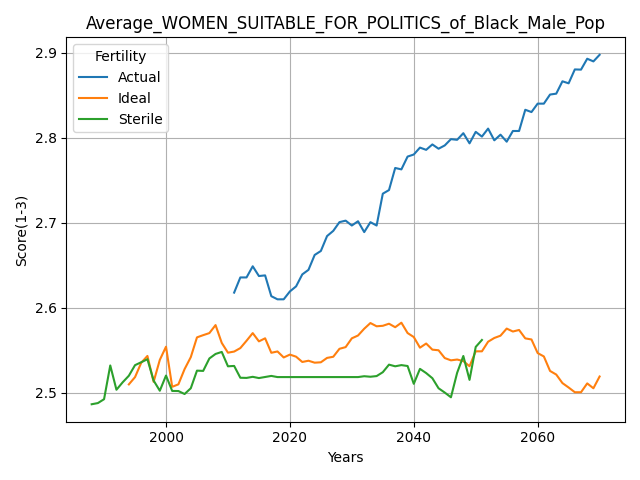 Average_WOMEN_SUITABLE_FOR_POLITICS_of_Black_Male_Pop
Fertility
Actual
Ideal
Sterile
Score(1-3)
2.9
2.8
2.7
2.6
2.5
2000
2020
2040
2060
Years